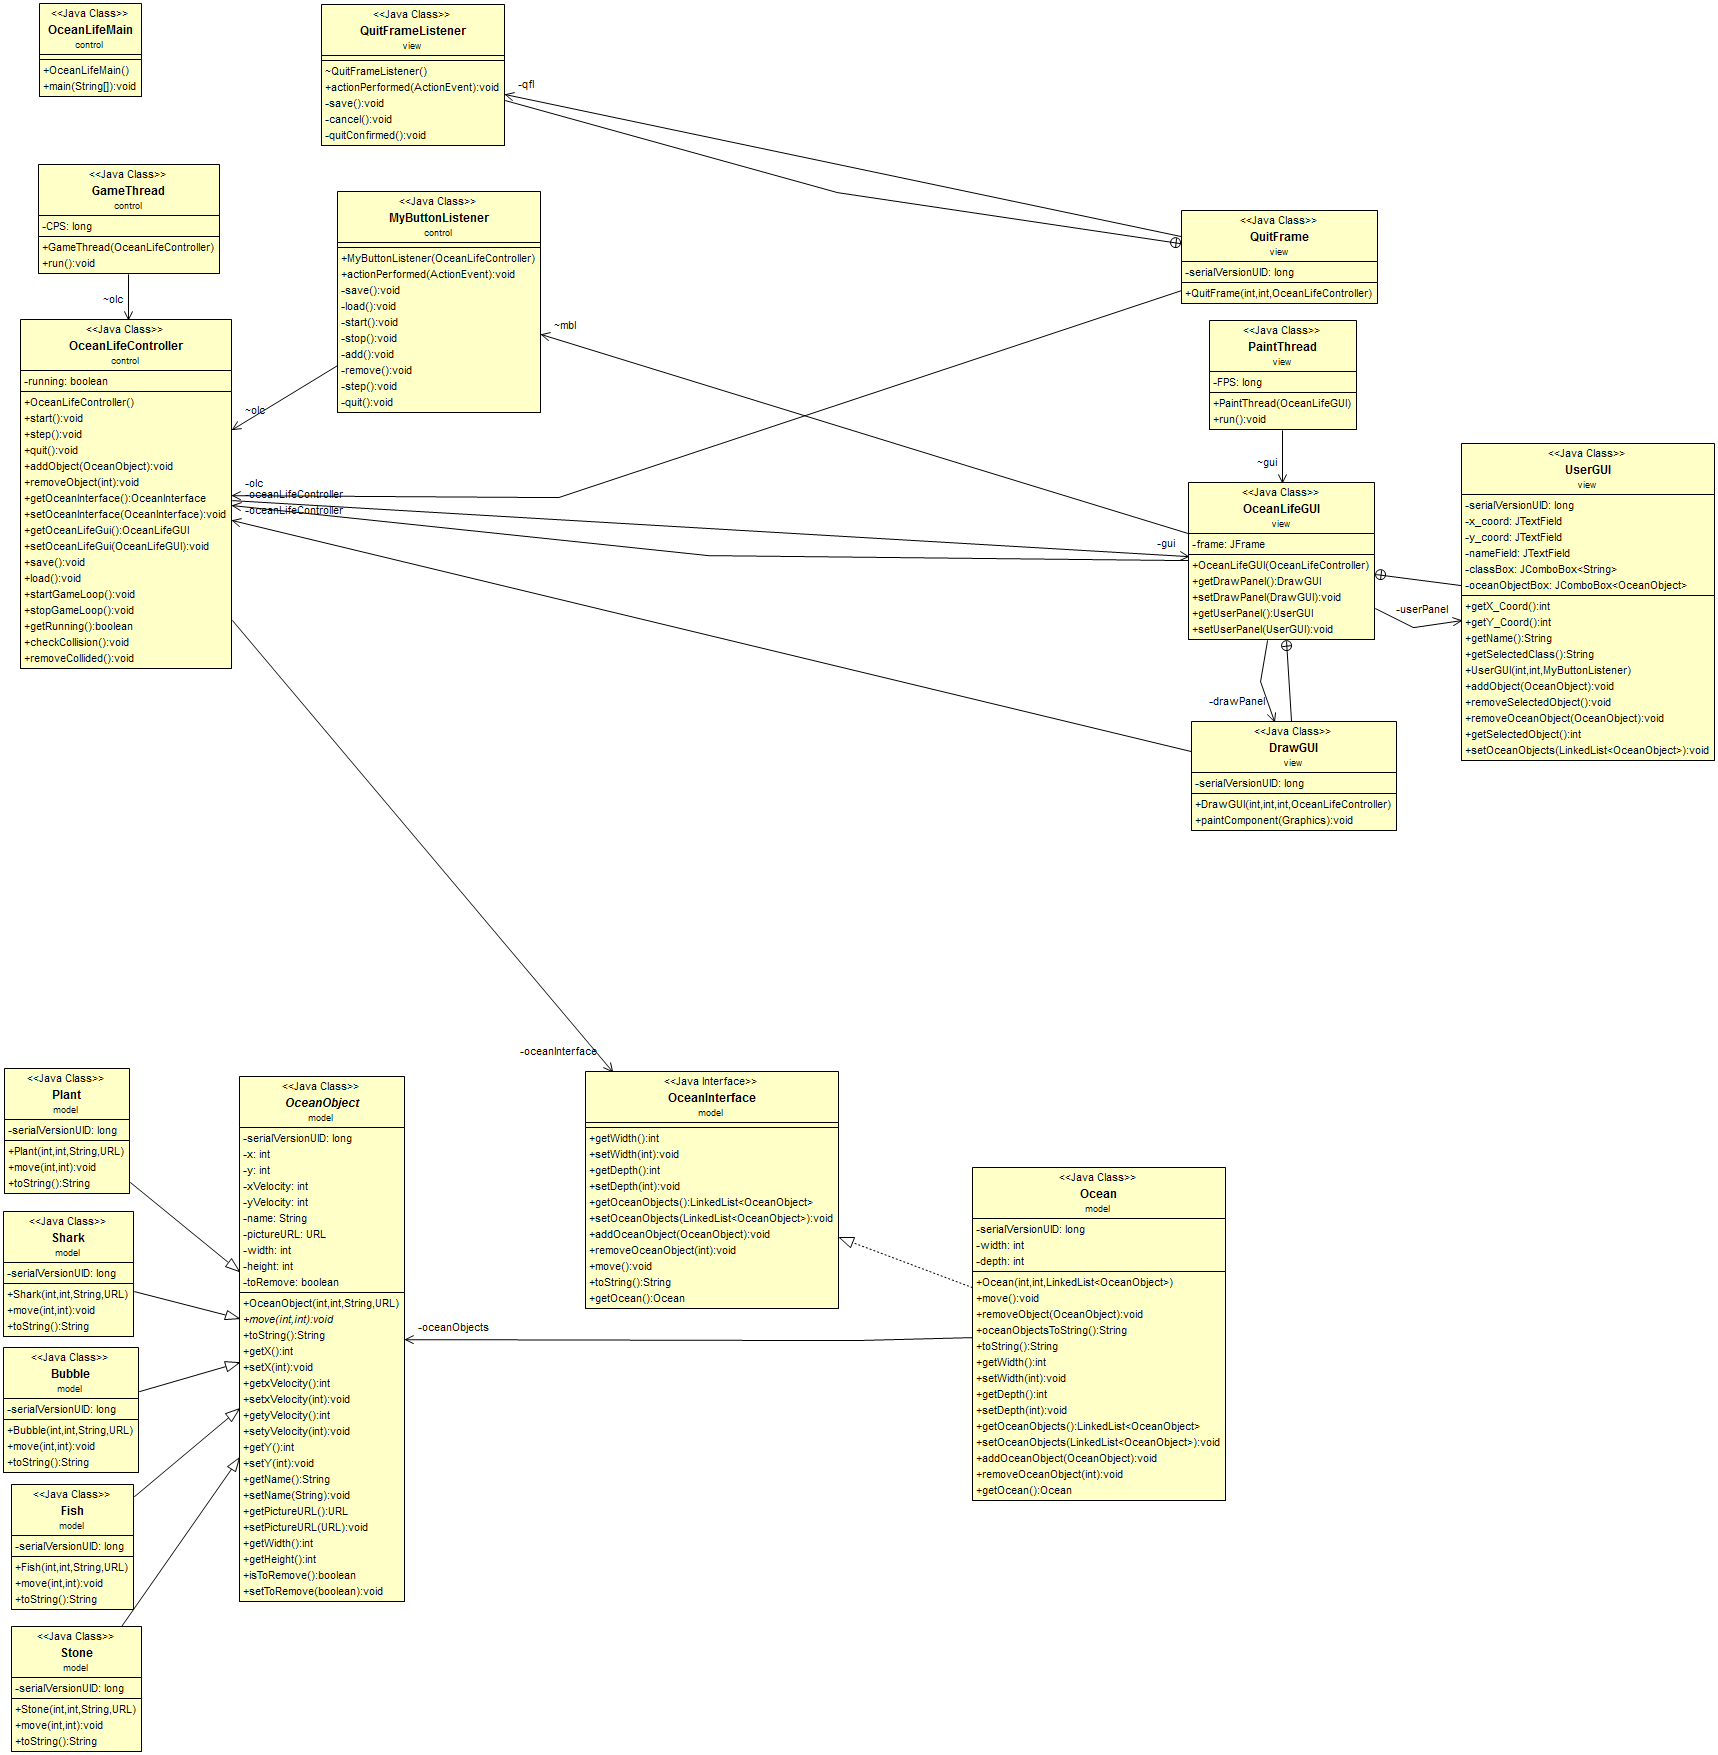 <<Java Class>>
OceanLifeMain
control
+OceanLifeMain()
+main(String[]):void
<<Java Class>>
QuitFrameListener
view
~QuitFrameListener()
+actionPerformed(ActionEvent):void
-save():void
-cancel():void
-quitConfirmed():void
-qfl
<<Java Class>>
GameThread
control
-CPS: long
+GameThread(OceanLifeController)
+run():void
~olc
<<Java Class>>
MyButtonListener
control
+MyButtonListener(OceanLifeController)
+actionPerformed(ActionEvent):void
-save():void
-load():void
-start():void
-stop():void
-add():void
-remove():void
-step():void
-quit():void
~mbl
~olc
<<Java Class>>
QuitFrame
view
-serialVersionUID: long
+QuitFrame(int,int,OceanLifeController)
<<Java Class>>
PaintThread
view
-FPS: long
+PaintThread(OceanLifeGUI)
+run():void
~gui
<<Java Class>>
OceanLifeController
control
-running: boolean
+OceanLifeController()
+start():void
+step():void
+quit():void
+addObject(OceanObject):void
+removeObject(int):void
+getOceanInterface():OceanInterface
+setOceanInterface(OceanInterface):void
+getOceanLifeGui():OceanLifeGUI
+setOceanLifeGui(OceanLifeGUI):void
+save():void
+load():void
+startGameLoop():void
+stopGameLoop():void
+getRunning():boolean
+checkCollision():void
+removeCollided():void
-olc
-oceanLifeController
-oceanLifeController
-gui
<<Java Class>>
OceanLifeGUI
view
-frame: JFrame
+OceanLifeGUI(OceanLifeController)
+getDrawPanel():DrawGUI
+setDrawPanel(DrawGUI):void
+getUserPanel():UserGUI
+setUserPanel(UserGUI):void
-userPanel
<<Java Class>>
UserGUI
view
-serialVersionUID: long
-x_coord: JTextField
-y_coord: JTextField
-nameField: JTextField
-classBox: JComboBox<String>
-oceanObjectBox: JComboBox<OceanObject>
+getX_Coord():int
+getY_Coord():int
+getName():String
+getSelectedClass():String
+UserGUI(int,int,MyButtonListener)
+addObject(OceanObject):void
+removeSelectedObject():void
+removeOceanObject(OceanObject):void
+getSelectedObject():int
+setOceanObjects(LinkedList<OceanObject>):void
-drawPanel
<<Java Class>>
DrawGUI
view
-serialVersionUID: long
+DrawGUI(int,int,int,OceanLifeController)
+paintComponent(Graphics):void
-oceanInterface
<<Java Class>>
Plant
model
-serialVersionUID: long
+Plant(int,int,String,URL)
+move(int,int):void
+toString():String
<<Java Class>>
Shark
model
-serialVersionUID: long
+Shark(int,int,String,URL)
+move(int,int):void
+toString():String
<<Java Class>>
Bubble
model
-serialVersionUID: long
+Bubble(int,int,String,URL)
+move(int,int):void
+toString():String
<<Java Class>>
Fish
model
-serialVersionUID: long
+Fish(int,int,String,URL)
+move(int,int):void
+toString():String
<<Java Class>>
Stone
model
-serialVersionUID: long
+Stone(int,int,String,URL)
+move(int,int):void
+toString():String
<<Java Class>>
OceanObject
model
-serialVersionUID: long
-x: int
-y: int
-xVelocity: int
-yVelocity: int
-name: String
-pictureURL: URL
-width: int
-height: int
-toRemove: boolean
+OceanObject(int,int,String,URL)
+move(int,int):void
+toString():String
+getX():int
+setX(int):void
+getxVelocity():int
+setxVelocity(int):void
+getyVelocity():int
+setyVelocity(int):void
+getY():int
+setY(int):void
+getName():String
+setName(String):void
+getPictureURL():URL
+setPictureURL(URL):void
+getWidth():int
+getHeight():int
+isToRemove():boolean
+setToRemove(boolean):void
-oceanObjects
<<Java Interface>>
OceanInterface
model
+getWidth():int
+setWidth(int):void
+getDepth():int
+setDepth(int):void
+getOceanObjects():LinkedList<OceanObject>
+setOceanObjects(LinkedList<OceanObject>):void
+addOceanObject(OceanObject):void
+removeOceanObject(int):void
+move():void
+toString():String
+getOcean():Ocean
<<Java Class>>
Ocean
model
-serialVersionUID: long
-width: int
-depth: int
+Ocean(int,int,LinkedList<OceanObject>)
+move():void
+removeObject(OceanObject):void
+oceanObjectsToString():String
+toString():String
+getWidth():int
+setWidth(int):void
+getDepth():int
+setDepth(int):void
+getOceanObjects():LinkedList<OceanObject>
+setOceanObjects(LinkedList<OceanObject>):void
+addOceanObject(OceanObject):void
+removeOceanObject(int):void
+getOcean():Ocean